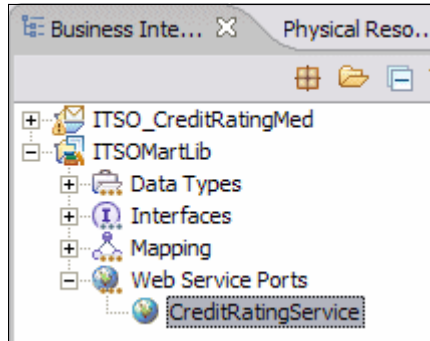 Business Inte... Physical Reso..
ITSO_CreditRatingMed
ITSOMartLib
Data Types
Interfaces
Mapping
Web Service Ports
CreditRatingService